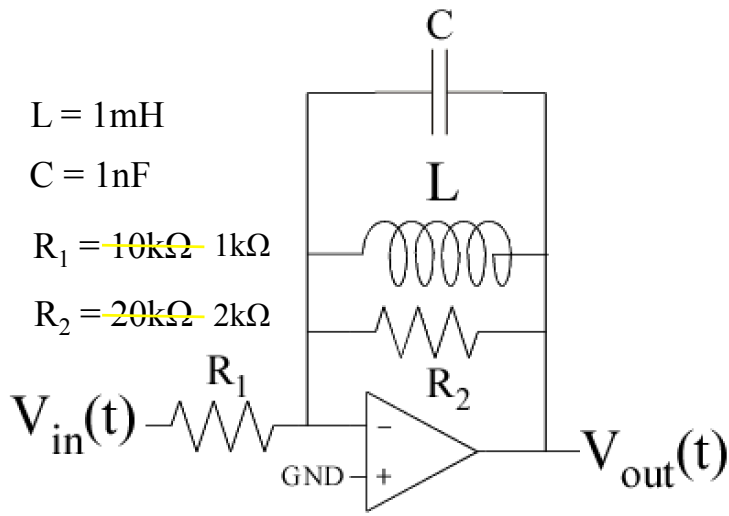 C
L = 1mH
C = 1nF
L
R₁ = 10kΩ 1kΩ
R₂ = 20kΩ 2kΩ
R₁
R₂
Vin(t)
−
GND
+
Vout(t)